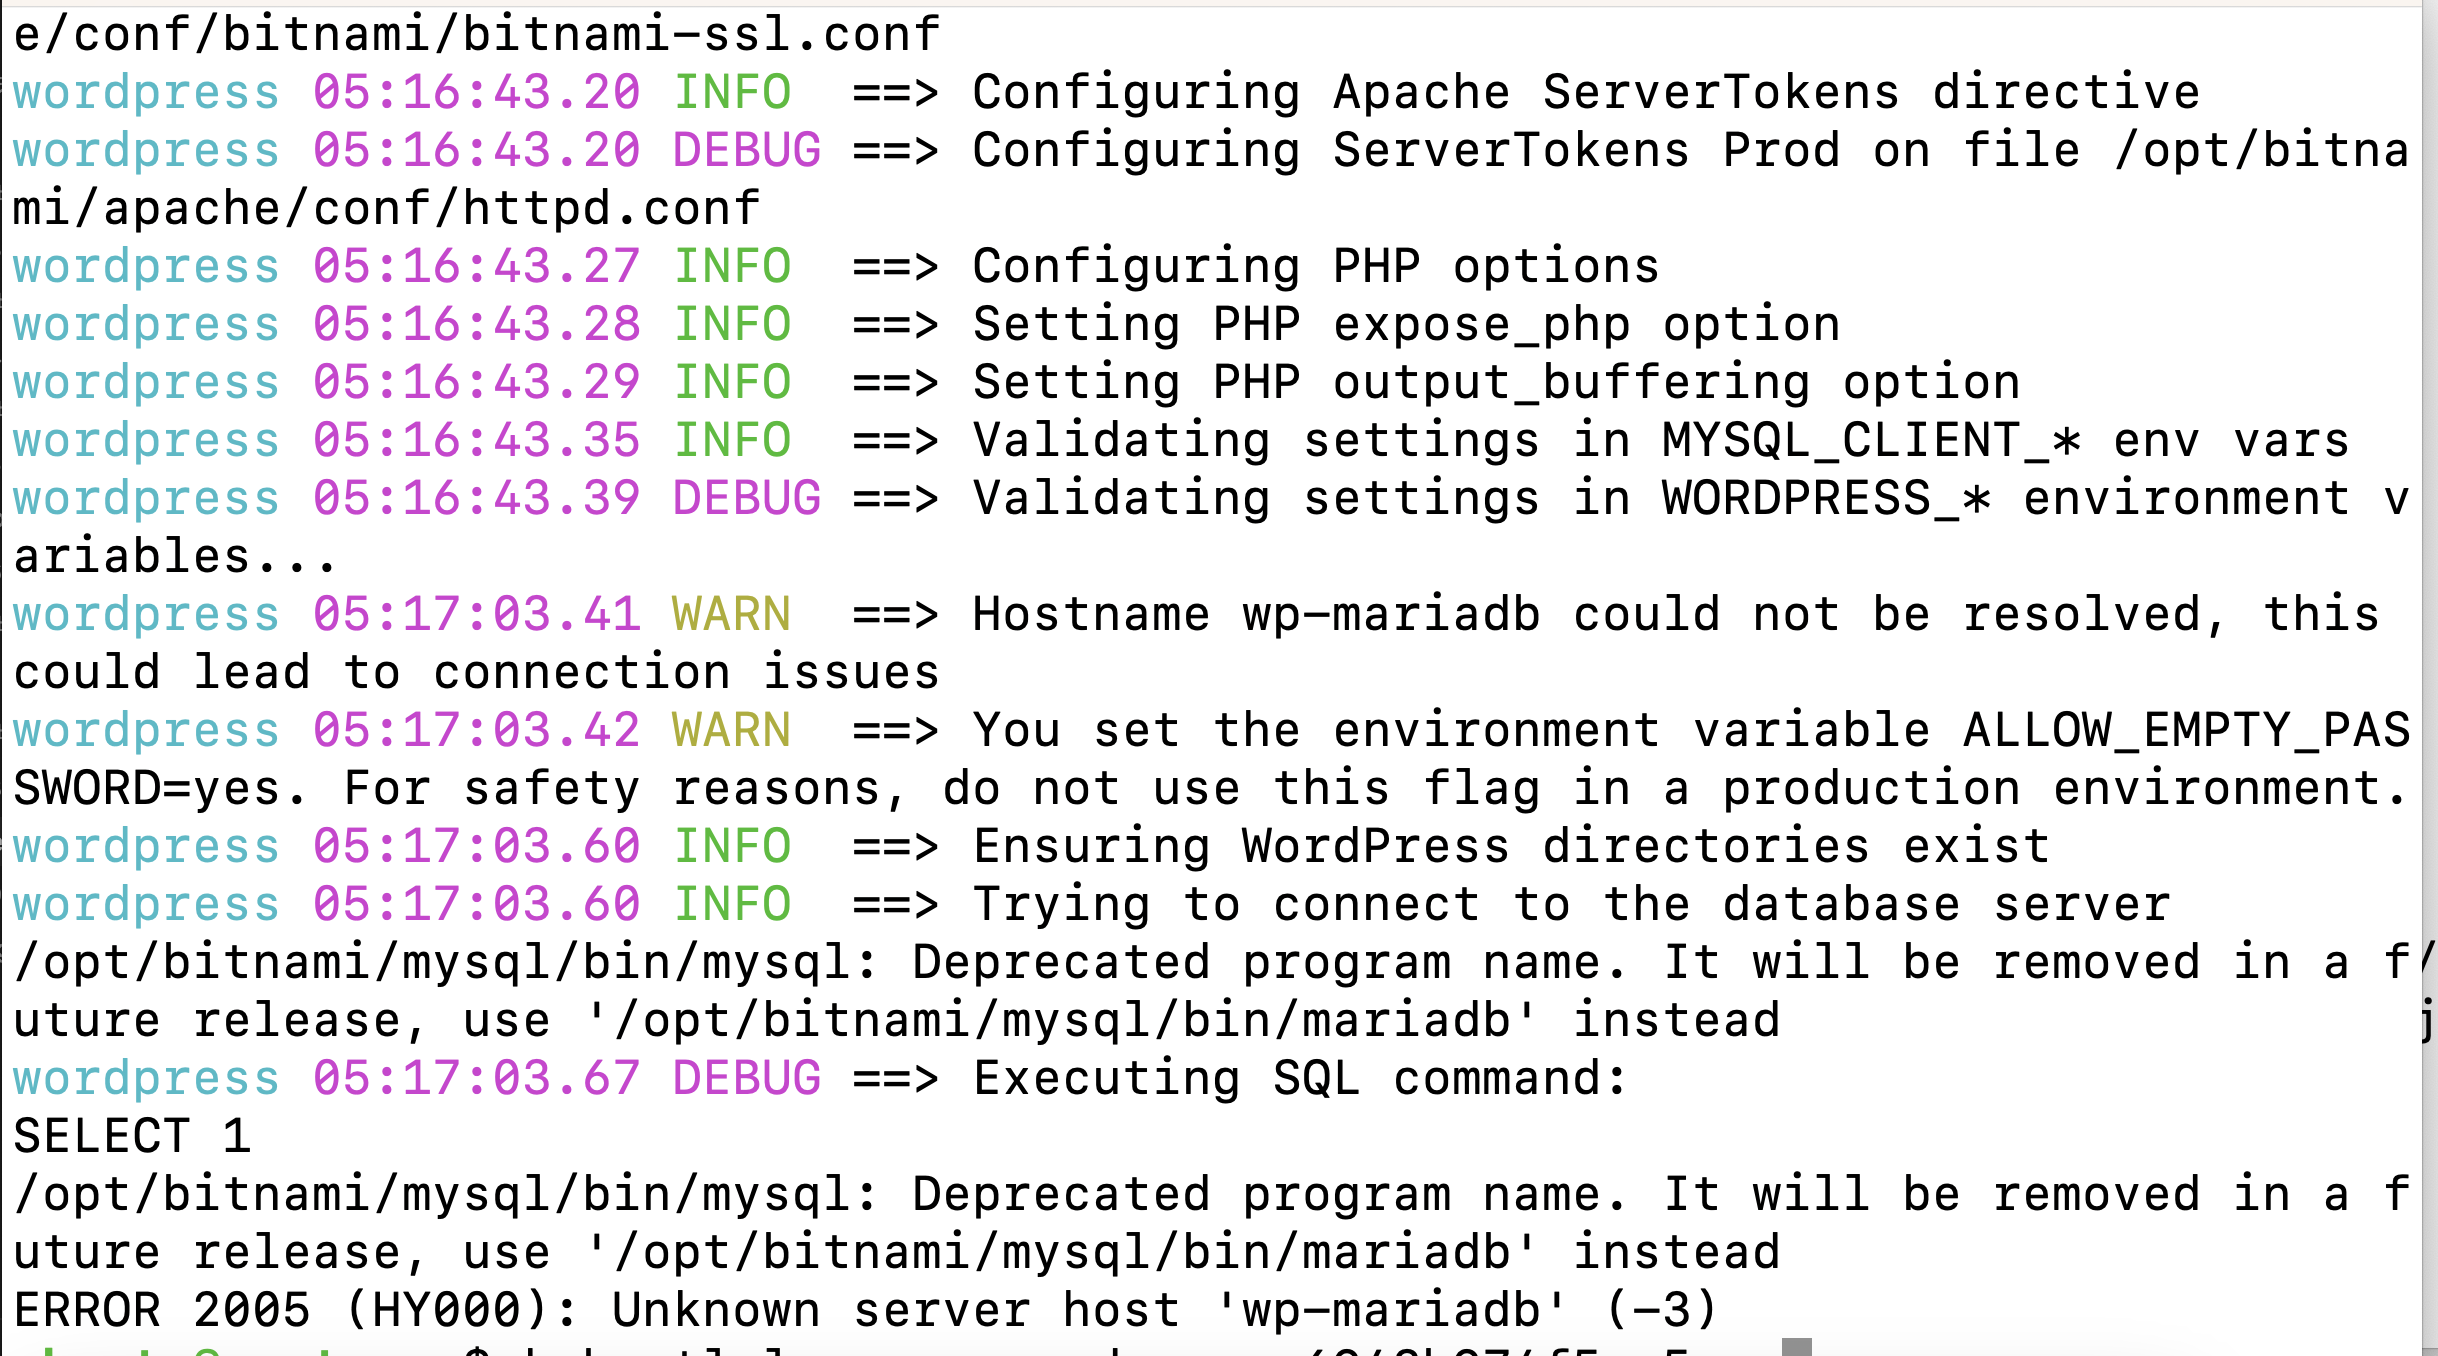 e/conf/bitnami/bitnami-ssl.conf
wordpress 05:16:43.20 INFO  ==> Configuring Apache ServerTokens directive
wordpress 05:16:43.20 DEBUG ==> Configuring ServerTokens Prod on file /opt/bitna
mi/apache/conf/httpd.conf
wordpress 05:16:43.27 INFO  ==> Configuring PHP options
wordpress 05:16:43.28 INFO  ==> Setting PHP expose_php option
wordpress 05:16:43.29 INFO  ==> Setting PHP output_buffering option
wordpress 05:16:43.35 INFO  ==> Validating settings in MYSQL_CLIENT_* env vars
wordpress 05:16:43.39 DEBUG ==> Validating settings in WORDPRESS_* environment v
ariables...
wordpress 05:17:03.41 WARN  ==> Hostname wp-mariadb could not be resolved, this
could lead to connection issues
wordpress 05:17:03.42 WARN  ==> You set the environment variable ALLOW_EMPTY_PAS
SWORD=yes. For safety reasons, do not use this flag in a production environment.
wordpress 05:17:03.60 INFO  ==> Ensuring WordPress directories exist
wordpress 05:17:03.60 INFO  ==> Trying to connect to the database server
/opt/bitnami/mysql/bin/mysql: Deprecated program name. It will be removed in a f
uture release, use '/opt/bitnami/mysql/bin/mariadb' instead
wordpress 05:17:03.67 DEBUG ==> Executing SQL command:
SELECT 1
/opt/bitnami/mysql/bin/mysql: Deprecated program name. It will be removed in a f
uture release, use '/opt/bitnami/mysql/bin/mariadb' instead
ERROR 2005 (HY000): Unknown server host 'wp-mariadb' (-3)